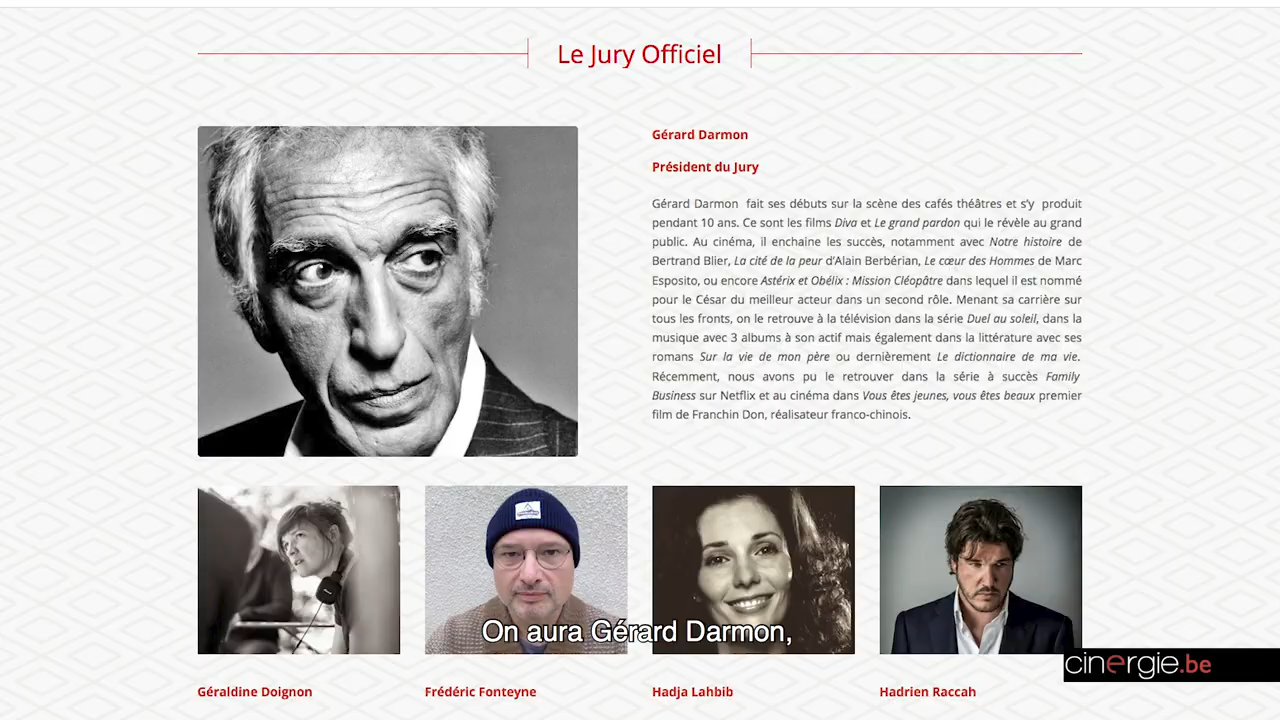 Le Jury Officiel
Gérard Darmon
Président du Jury
Gérard Darmon fait ses débuts sur la scène des cafés théâtres et s'y produit
pendant 10 ans. Ce sont les films Diva et Le grand pardon qui le révèle au grand
public. Au cinéma, il enchaine les succès, notamment avec Notre histoire de
Bertrand Blier, La cité de la peur d'Alain Berbérian, Le cœur des Hommes de Marc
Esposito, ou encore Astérix et Obélix : Mission Cléopâtre dans lequel il est nommé
pour le César du meilleur acteur dans un second rôle. Menant sa carrière sur
tous les fronts, on le retrouve à la télévision dans la série Duel au soleil, dans la
musique avec 3 albums à son actif mais également dans la littérature avec ses
romans Sur la vie de mon père ou dernièrement Le dictionnaire de ma vie.
Récemment, nous avons pu le retrouver dans la série à succès Family
Business sur Netflix et au cinéma dans Vous êtes jeunes, vous êtes beaux premier
film de Franchin Don, réalisateur franco-chinois.
On aura Gérard Darmon,
cinergie.be
Géraldine Doignon
Frédéric Fonteyne
Hadja Lahbib
Hadrien Raccah